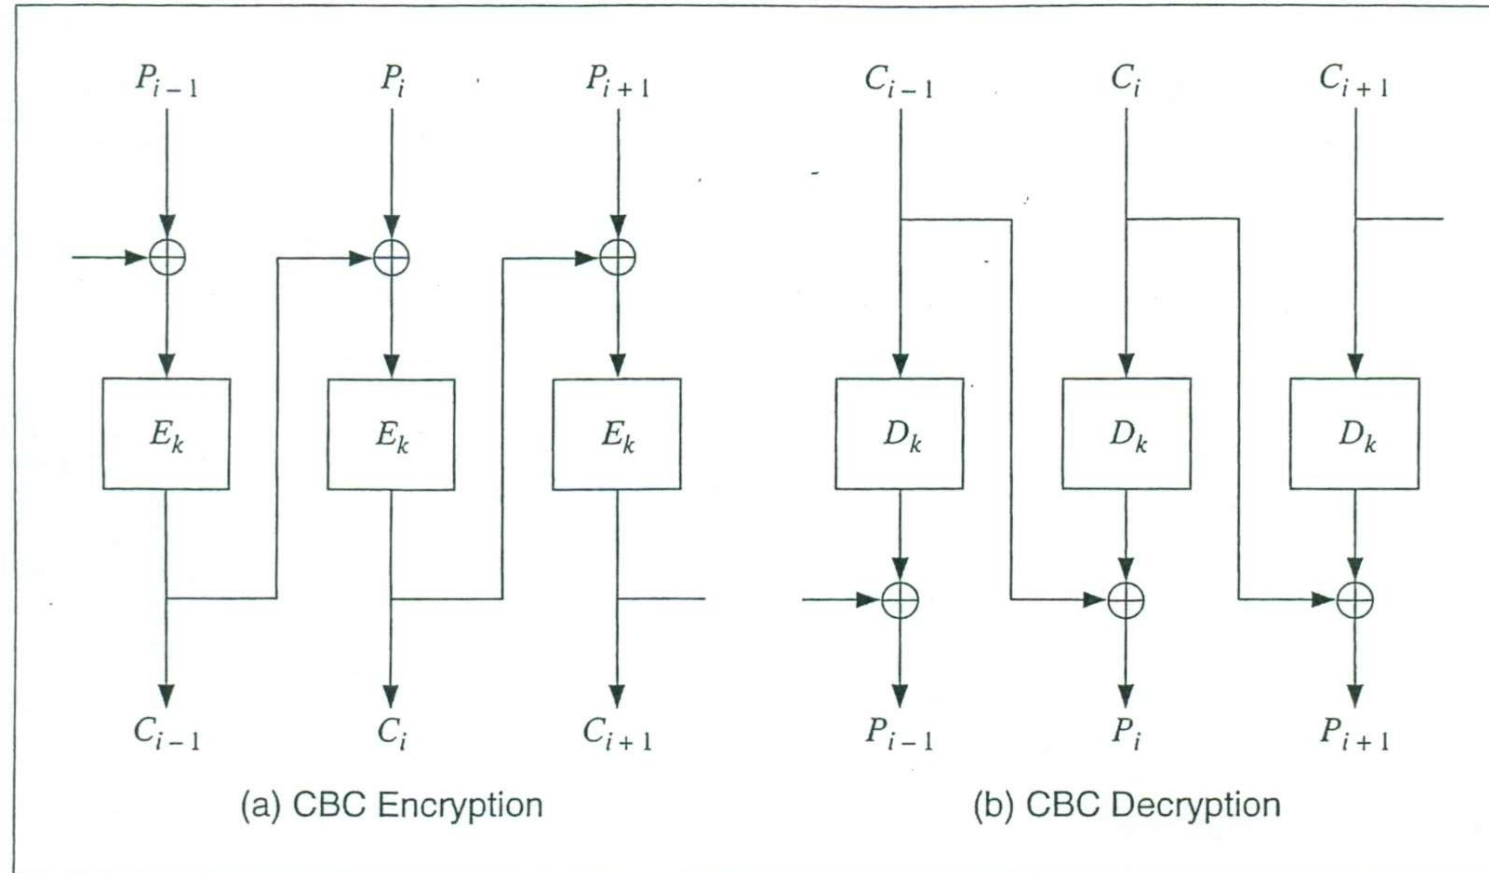 P_{i-1} P_i P_{i+1} C_{i-1} C_i C_{i+1}
E_k E_k E_k D_k D_k D_k
C_{i-1} C_i C_{i+1} P_{i-1} P_i P_{i+1}
(a) CBC Encryption (b) CBC Decryption